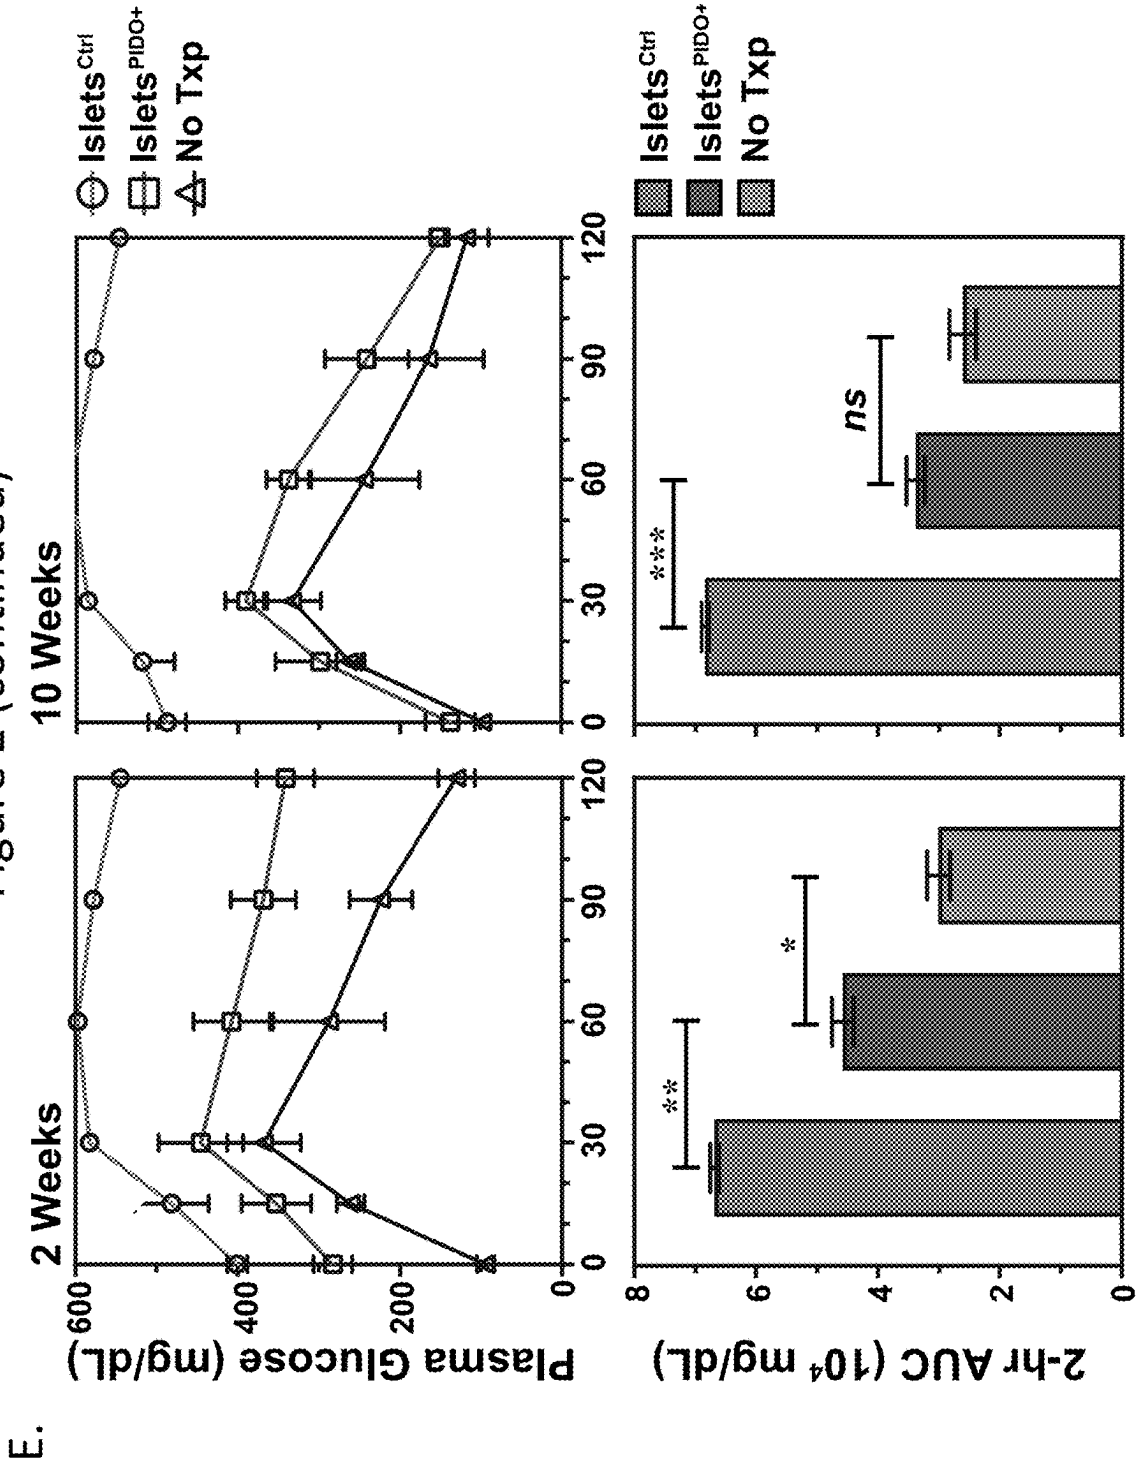 E.
2 Weeks
10 Weeks
Plasma Glucose (mg/dL)
600
400
200
0
0 30 60 90 120
0 30 60 90 120
Islets^Ctrl
Islets^PIDO+
No Txp
2-hr AUC (10⁴ mg/dL)
8
6
4
2
0
**
*
***
ns
Islets^Ctrl
Islets^PIDO+
No Txp